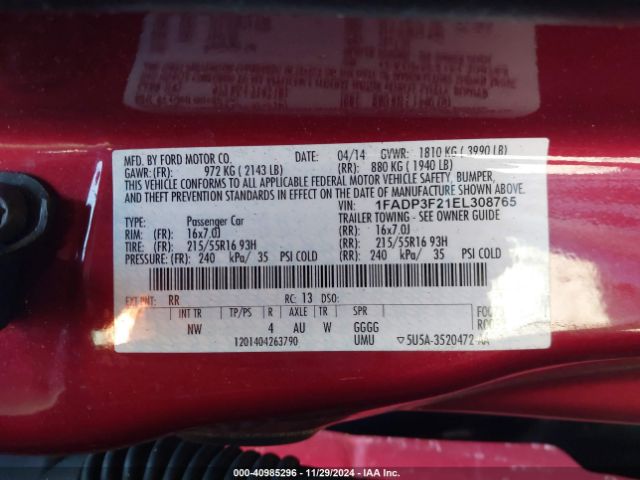 MFD. BY FORD MOTOR CO. DATE: 04/14 GVWR: 1810 KG ( 3990 LB)
GAWR: (FR): 972 KG ( 2143 LB) (RR): 880 KG ( 1940 LB)
THIS VEHICLE CONFORMS TO ALL APPLICABLE FEDERAL MOTOR VEHICLE SAFETY, BUMPER,
AND THEFT PREVENTION STANDARDS IN EFFECT ON THE DATE OF MANUFACTURE SHOWN ABOVE.
VIN: 1FADP3F21EL308765
TYPE: Passenger Car TRAILER TOWING - SEE OWNER GUIDE
RIM: (FR): 16x7.0J (RR): 16x7.0J
TIRE: (FR): 215/55R16 93H (RR): 215/55R16 93H
PRESSURE: (FR): 240 kPa/ 35 PSI COLD (RR): 240 kPa/ 35 PSI COLD
EXT PNT: RR RC: 13 DSO:
INT TR TP/PS R AXLE TR SPR
NW 4 AU W GGGG
1201404263790 UMU ▽5U5A-3520472-AA
000-40985296 - 11/29/2024 - IAA Inc.